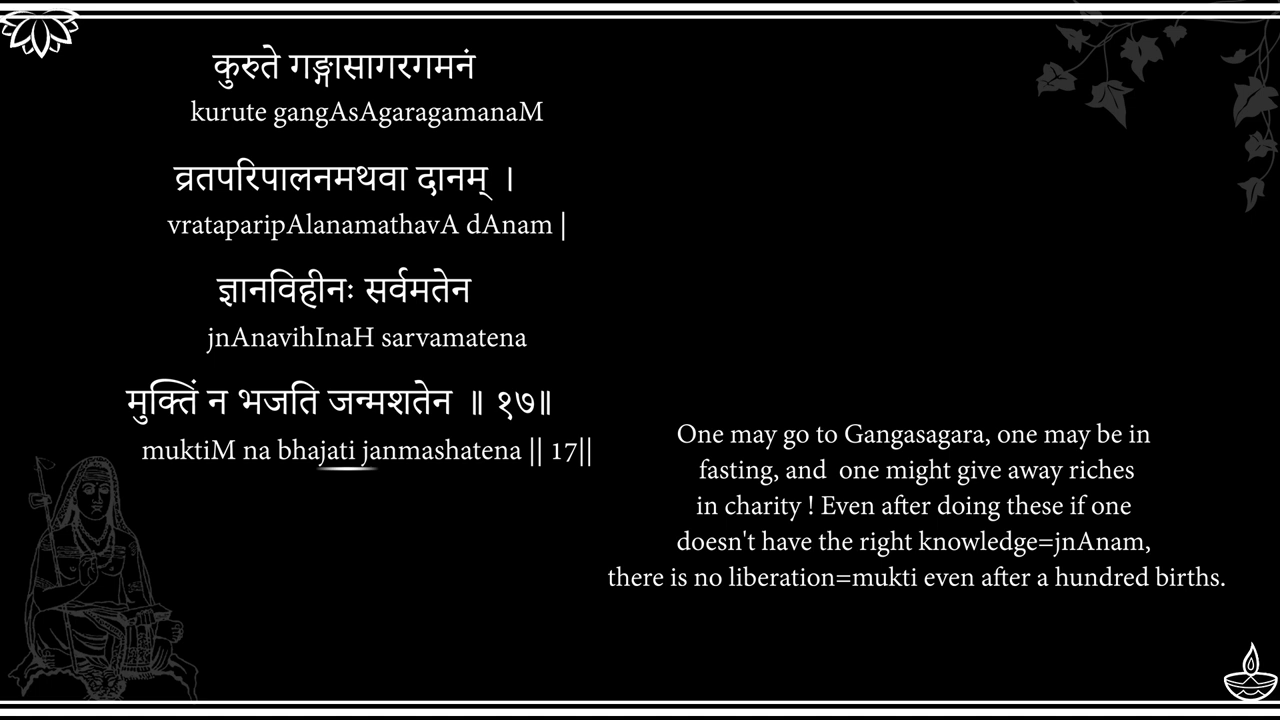 कुरुते गङ्गासागरगमनं
kurute gangAsAgaragamanaM
व्रतपरिपालनमथवा दानम् ।
vrataparipAlanamathavA dAnam |
ज्ञानविहीनः सर्वमतेन
jnAnavihInaH sarvamatena
मुक्तिं न भजति जन्मशतेन ॥ १७॥
muktiM na bhajati janmashatena || 17||
One may go to Gangasagara, one may be in
fasting, and one might give away riches
in charity ! Even after doing these if one
doesn't have the right knowledge=jnAnam,
there is no liberation=mukti even after a hundred births.